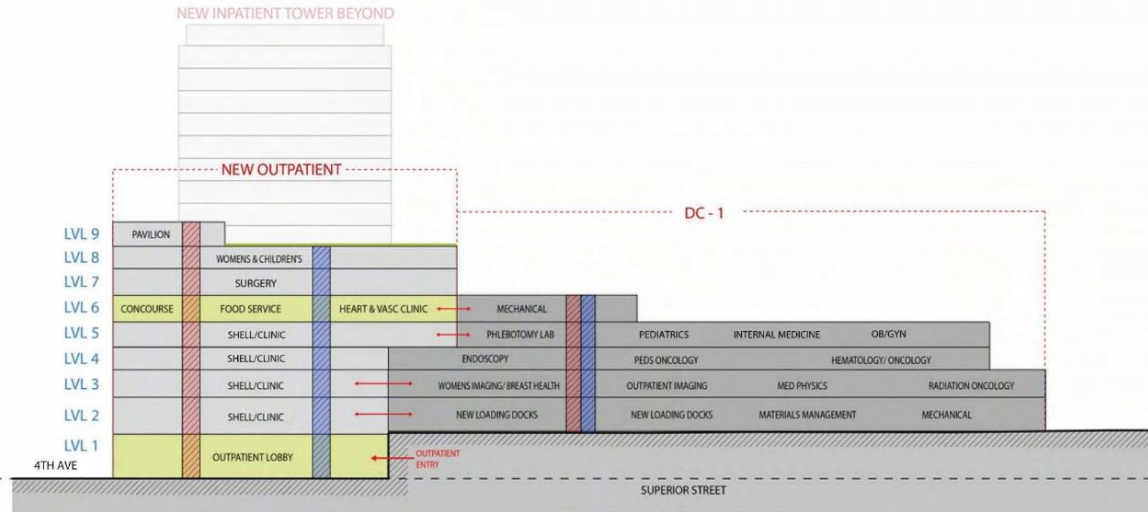 NEW INPATIENT TOWER BEYOND
NEW OUTPATIENT
DC - 1
LVL 9 PAVILION
LVL 8 WOMENS & CHILDREN'S
LVL 7 SURGERY
LVL 6 CONCOURSE FOOD SERVICE HEART & VASC CLINIC MECHANICAL
LVL 5 SHELL/CLINIC PHLEBOTOMY LAB PEDIATRICS INTERNAL MEDICINE OB/GYN
LVL 4 SHELL/CLINIC ENDOSCOPY PEDS ONCOLOGY HEMATOLOGY/ ONCOLOGY
LVL 3 SHELL/CLINIC WOMENS IMAGING/ BREAST HEALTH OUTPATIENT IMAGING MED PHYSICS RADIATION ONCOLOGY
LVL 2 SHELL/CLINIC NEW LOADING DOCKS NEW LOADING DOCKS MATERIALS MANAGEMENT MECHANICAL
LVL 1
OUTPATIENT LOBBY
OUTPATIENT
ENTRY
4TH AVE
SUPERIOR STREET